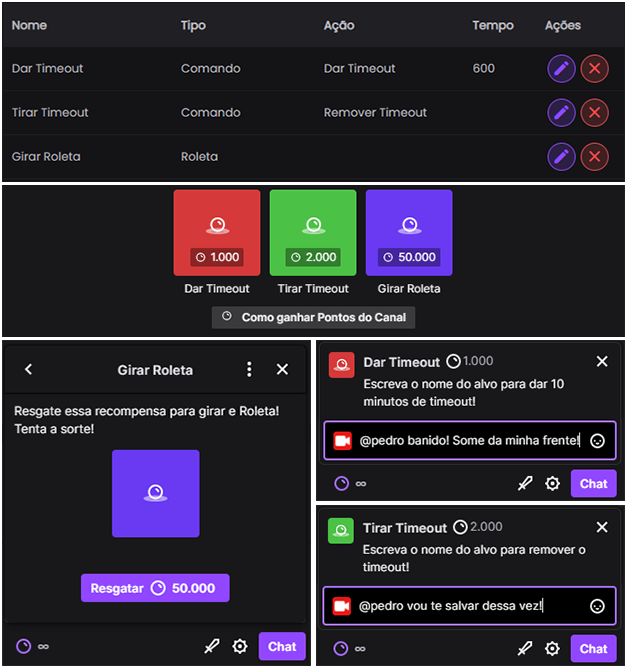 Nome Tipo Ação Tempo Ações
Dar Timeout Comando Dar Timeout 600
Tirar Timeout Comando Remover Timeout
Girar Roleta Roleta
1.000 2.000 50.000
Dar Timeout Tirar Timeout Girar Roleta
Como ganhar Pontos do Canal
Girar Roleta
Resgate essa recompensa para girar e Roleta!
Tenta a sorte!
Resgatar 50.000
∞ Chat
Dar Timeout 1.000
Escreva o nome do alvo para dar 10
minutos de timeout!
@pedro banido! Some da minha frente!
∞ Chat
Tirar Timeout 2.000
Escreva o nome do alvo para remover o
timeout!
@pedro vou te salvar dessa vez!
∞ Chat